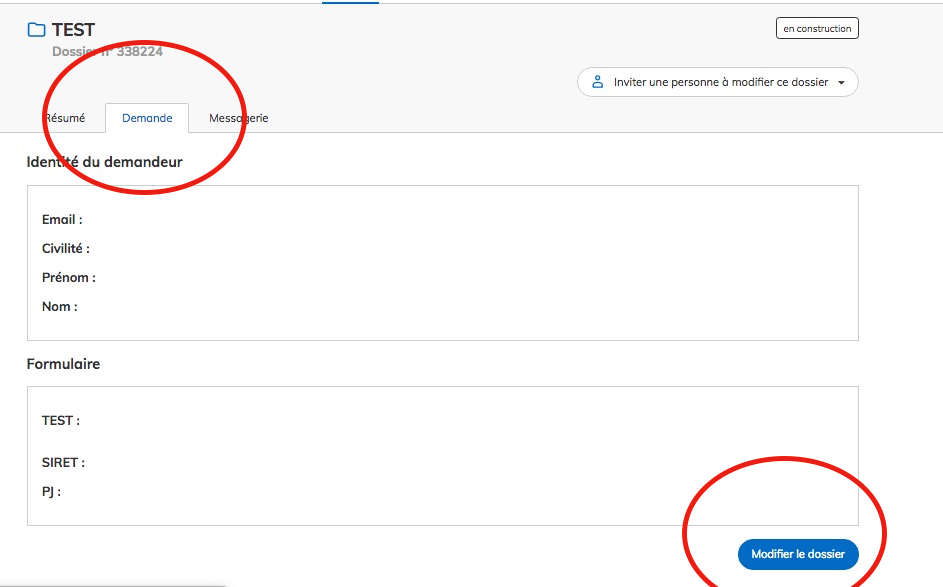 TEST
en construction
Dossier n° 338224
Inviter une personne à modifier ce dossier
Résumé
Demande
Messagerie
Identité du demandeur
Email :
Civilité :
Prénom :
Nom :
Formulaire
TEST :
SIRET :
PJ :
Modifier le dossier